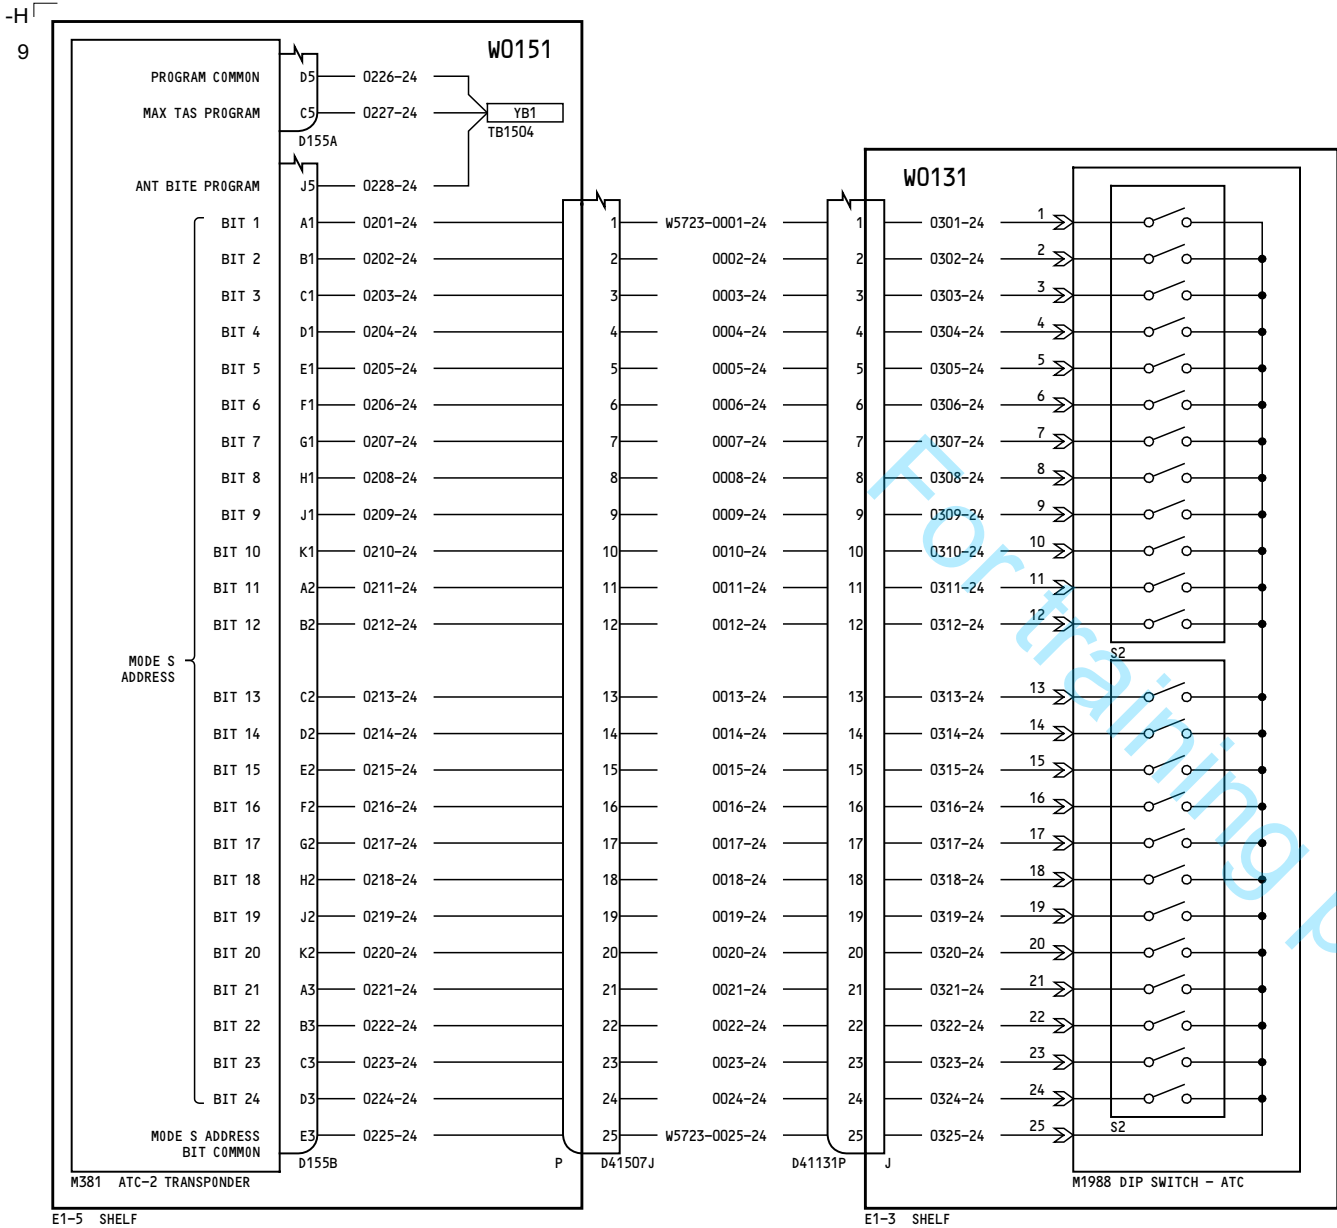 -H
9
W0151
PROGRAM COMMON D5 0226-24
MAX TAS PROGRAM C5 0227-24 YB1
TB1504
D155A
W0131
ANT BITE PROGRAM J5 0228-24
BIT 1 A1 0201-24 1 W5723-0001-24 1 0301-24 1
BIT 2 B1 0202-24 2 0002-24 2 0302-24 2
BIT 3 C1 0203-24 3 0003-24 3 0303-24 3
BIT 4 D1 0204-24 4 0004-24 4 0304-24 4
BIT 5 E1 0205-24 5 0005-24 5 0305-24 5
BIT 6 F1 0206-24 6 0006-24 6 0306-24 6
BIT 7 G1 0207-24 7 0007-24 7 0307-24 7
BIT 8 H1 0208-24 8 0008-24 8 0308-24 8
BIT 9 J1 0209-24 9 0009-24 9 0309-24 9
BIT 10 K1 0210-24 10 0010-24 10 0310-24 10
BIT 11 A2 0211-24 11 0011-24 11 0311-24 11
BIT 12 B2 0212-24 12 0012-24 12 0312-24 12
S2
MODE S
ADDRESS
BIT 13 C2 0213-24 13 0013-24 13 0313-24 13
BIT 14 D2 0214-24 14 0014-24 14 0314-24 14
BIT 15 E2 0215-24 15 0015-24 15 0315-24 15
BIT 16 F2 0216-24 16 0016-24 16 0316-24 16
BIT 17 G2 0217-24 17 0017-24 17 0317-24 17
BIT 18 H2 0218-24 18 0018-24 18 0318-24 18
BIT 19 J2 0219-24 19 0019-24 19 0319-24 19
BIT 20 K2 0220-24 20 0020-24 20 0320-24 20
BIT 21 A3 0221-24 21 0021-24 21 0321-24 21
BIT 22 B3 0222-24 22 0022-24 22 0322-24 22
BIT 23 C3 0223-24 23 0023-24 23 0323-24 23
BIT 24 D3 0224-24 24 0024-24 24 0324-24 24
S2
MODE S ADDRESS E3 0225-24 25 W5723-0025-24 25 0325-24 25
BIT COMMON
D155B P D41507J D41131P J
M381 ATC-2 TRANSPONDER
M1988 DIP SWITCH - ATC
E1-5 SHELF
E1-3 SHELF
For training p